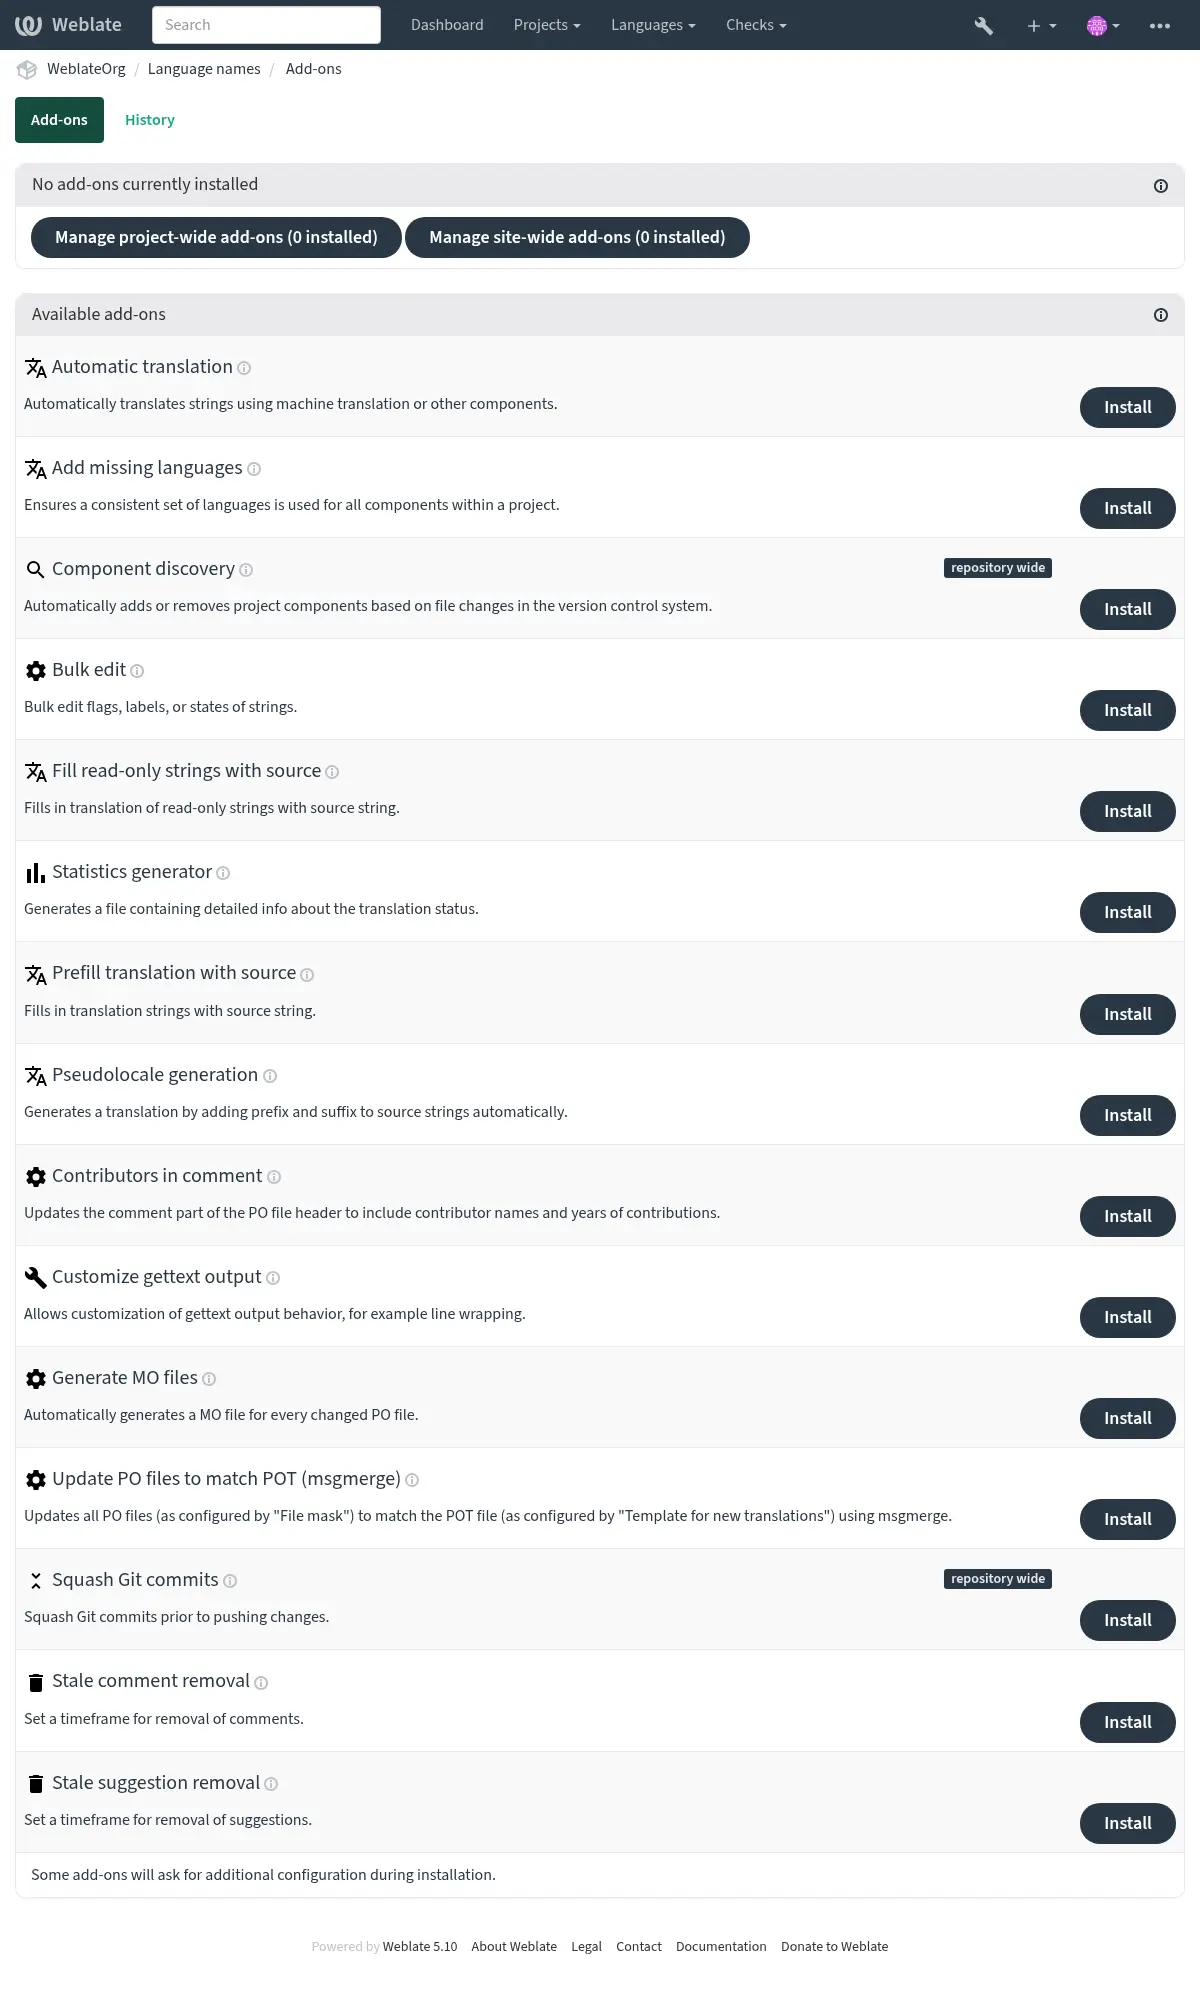 Weblate Search Dashboard Projects Languages Checks
WeblateOrg / Language names / Add-ons
Add-ons History
No add-ons currently installed
Manage project-wide add-ons (0 installed) Manage site-wide add-ons (0 installed)
Available add-ons
Automatic translation
Automatically translates strings using machine translation or other components.
Install
Add missing languages
Ensures a consistent set of languages is used for all components within a project.
Install
Component discovery repository wide
Automatically adds or removes project components based on file changes in the version control system.
Install
Bulk edit
Bulk edit flags, labels, or states of strings.
Install
Fill read-only strings with source
Fills in translation of read-only strings with source string.
Install
Statistics generator
Generates a file containing detailed info about the translation status.
Install
Prefill translation with source
Fills in translation strings with source string.
Install
Pseudolocale generation
Generates a translation by adding prefix and suffix to source strings automatically.
Install
Contributors in comment
Updates the comment part of the PO file header to include contributor names and years of contributions.
Install
Customize gettext output
Allows customization of gettext output behavior, for example line wrapping.
Install
Generate MO files
Automatically generates a MO file for every changed PO file.
Install
Update PO files to match POT (msgmerge)
Updates all PO files (as configured by "File mask") to match the POT file (as configured by "Template for new translations") using msgmerge.
Install
Squash Git commits repository wide
Squash Git commits prior to pushing changes.
Install
Stale comment removal
Set a timeframe for removal of comments.
Install
Stale suggestion removal
Set a timeframe for removal of suggestions.
Install
Some add-ons will ask for additional configuration during installation.
Powered by Weblate 5.10 About Weblate Legal Contact Documentation Donate to Weblate